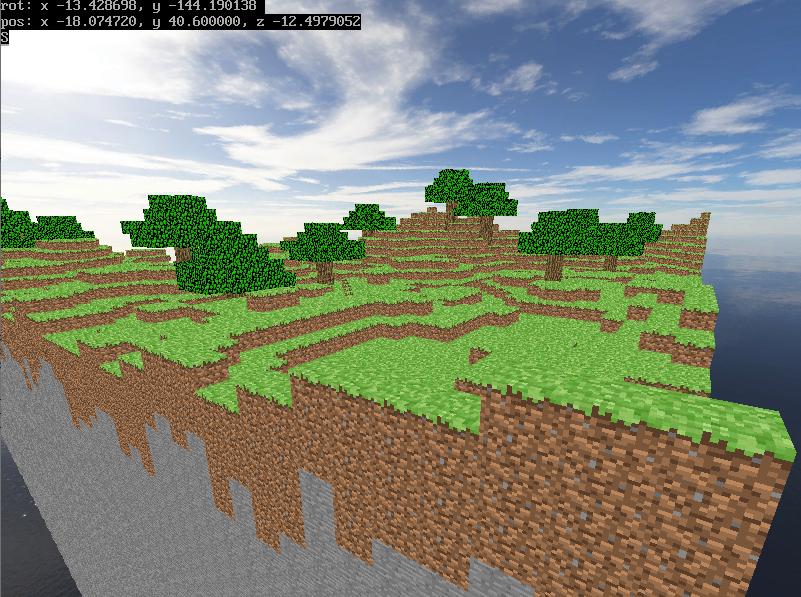 rot: x -13.428698, y -144.190138
pos: x -18.074720, y 40.600000, z -12.4979052
S